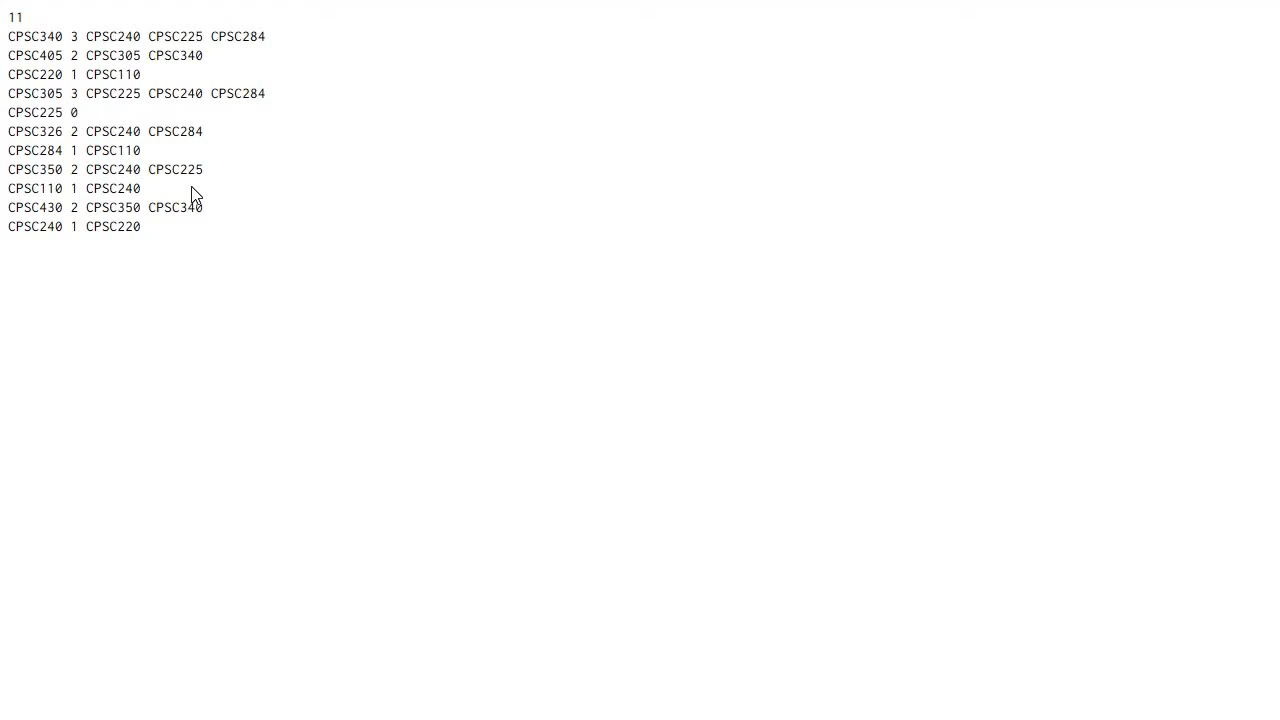 11
CPSC340 3 CPSC240 CPSC225 CPSC284
CPSC405 2 CPSC305 CPSC340
CPSC220 1 CPSC110
CPSC305 3 CPSC225 CPSC240 CPSC284
CPSC225 0
CPSC326 2 CPSC240 CPSC284
CPSC284 1 CPSC110
CPSC350 2 CPSC240 CPSC225
CPSC110 1 CPSC240
CPSC430 2 CPSC350 CPSC340
CPSC240 1 CPSC220